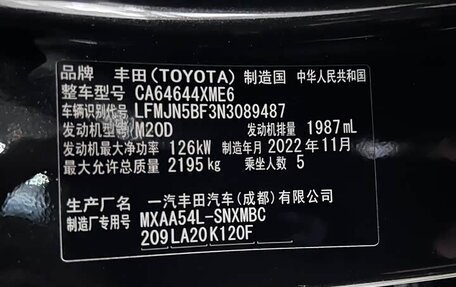 品牌 丰田(TOYOTA) 制造国 中华人民共和国
整车型号 CA64644XME6
车辆识别代号 LFMJN5BF3N3089487
发动机型号 M20D 发动机排量 1987mL
发动机最大净功率 126kW 制造年月 2022年11月
最大允许总质量 2195kg 乘坐人数 5
生产厂名 一汽丰田汽车(成都)有限公司
制造厂专用号 MXAA54L-SNXMBC
209LA20K120F